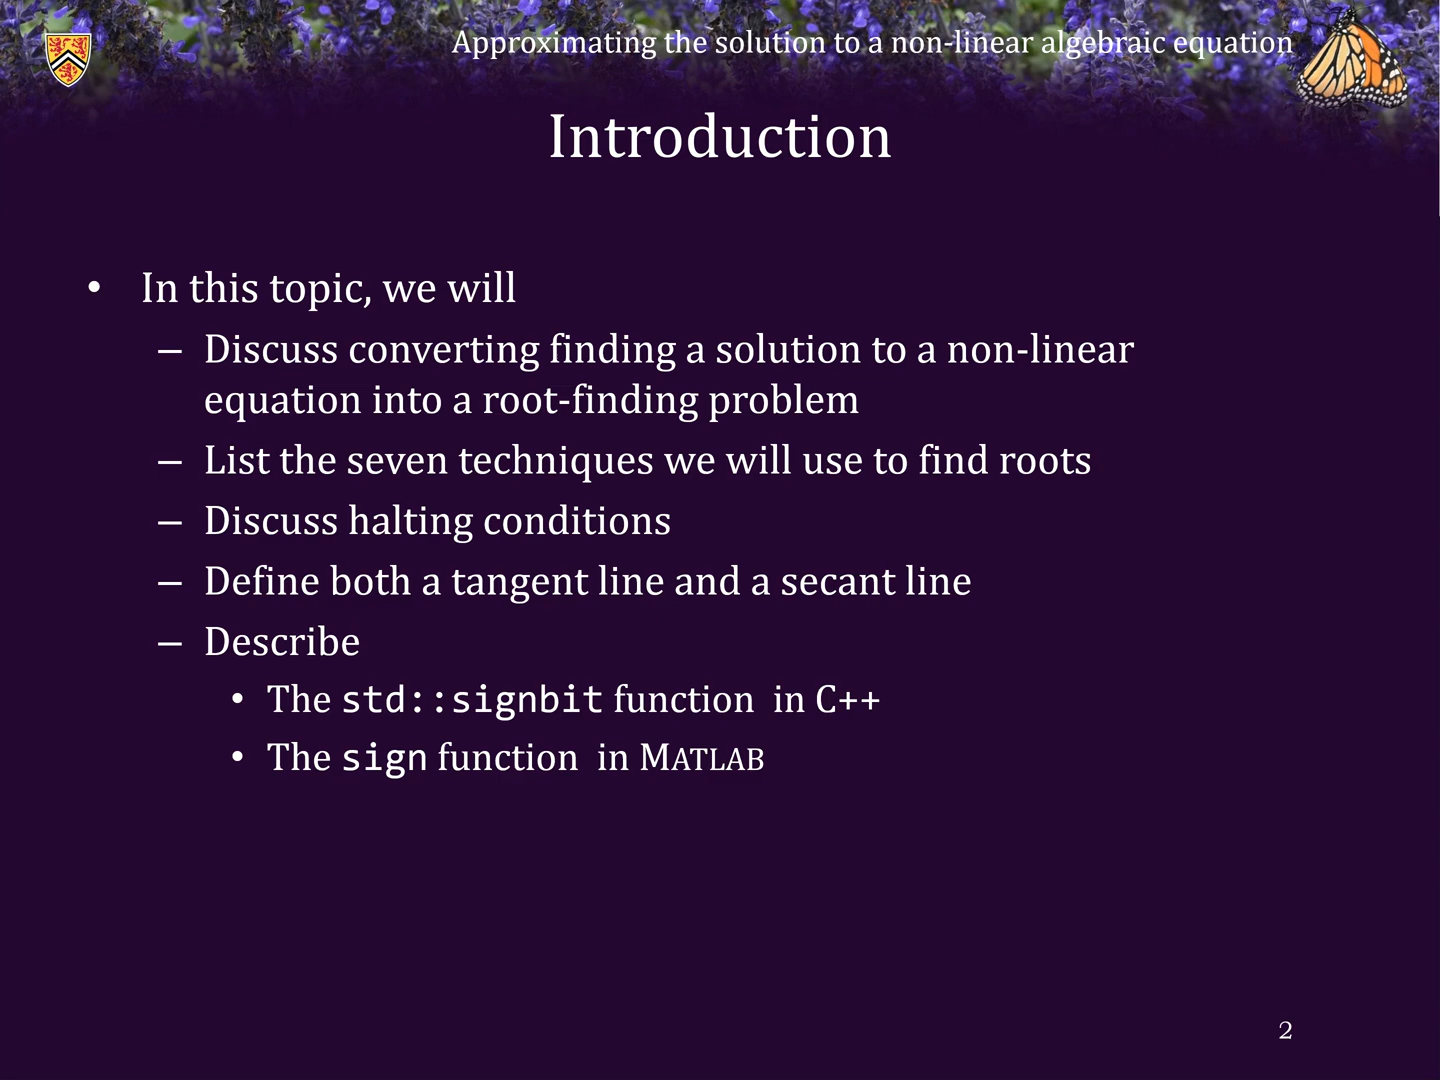 Approximating the solution to a non-linear algebraic equation
Introduction
• In this topic, we will
– Discuss converting finding a solution to a non-linear
equation into a root-finding problem
– List the seven techniques we will use to find roots
– Discuss halting conditions
– Define both a tangent line and a secant line
– Describe
• The std::signbit function  in C++
• The sign function  in MATLAB
2